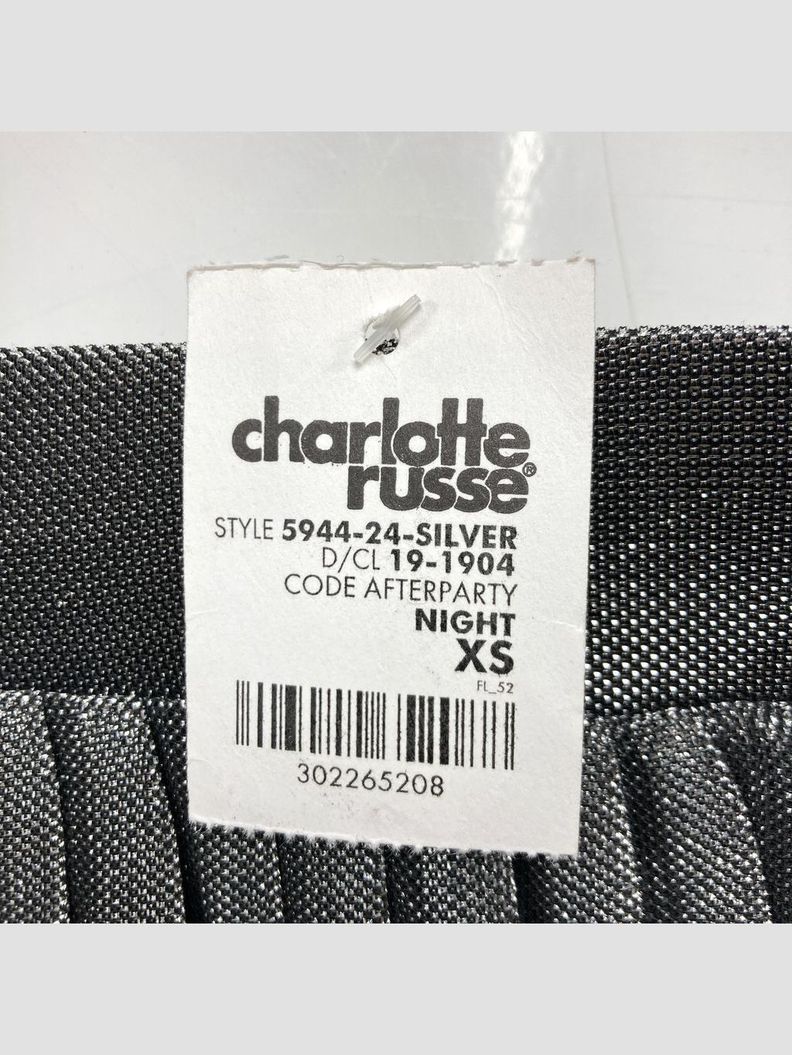 charlotte
russe®
STYLE 5944-24-SILVER
D/CL 19-1904
CODE AFTERPARTY
NIGHT
XS
FL_52
302265208